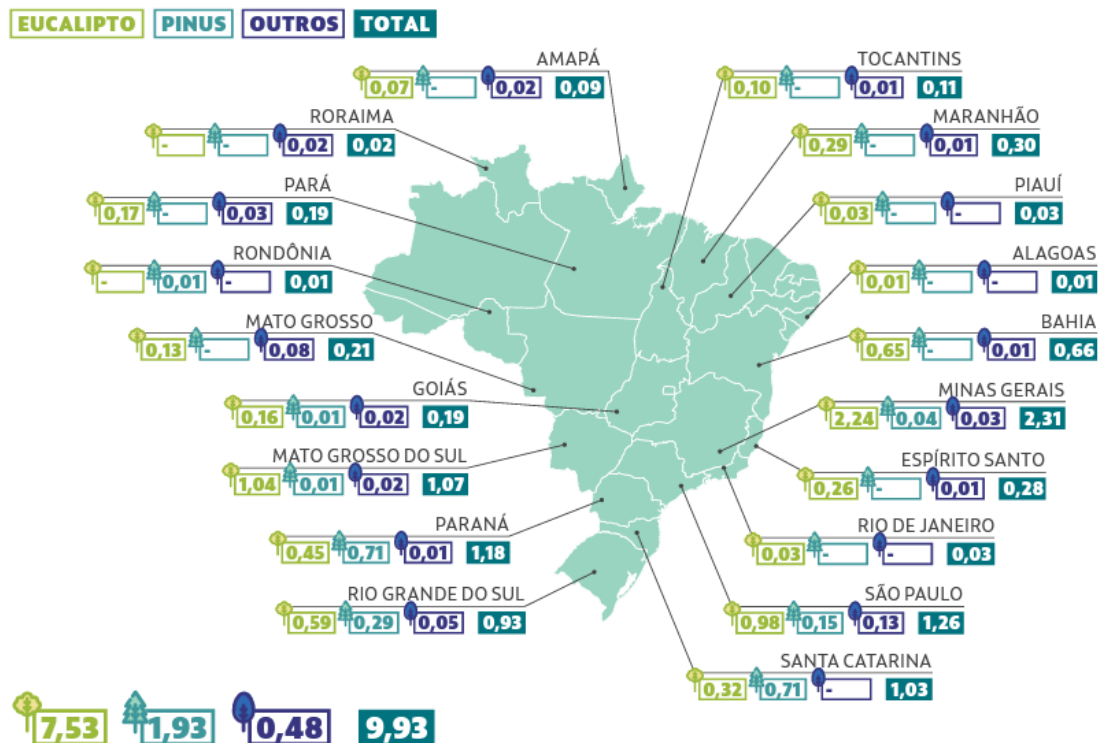 EUCALIPTO PINUS OUTROS TOTAL
AMAPÁ
0,07 - 0,02 0,09
TOCANTINS
0,10 - 0,01 0,11
RORAIMA
- - 0,02 0,02
MARANHÃO
0,29 - 0,01 0,30
PARÁ
0,17 - 0,03 0,19
PIAUÍ
0,03 - - 0,03
RONDÔNIA
- 0,01 - 0,01
ALAGOAS
0,01 - - 0,01
MATO GROSSO
0,13 - 0,08 0,21
BAHIA
0,65 - 0,01 0,66
GOIÁS
0,16 0,01 0,02 0,19
MINAS GERAIS
2,24 0,04 0,03 2,31
MATO GROSSO DO SUL
1,04 0,01 0,02 1,07
ESPÍRITO SANTO
0,26 - 0,01 0,28
PARANÁ
0,45 0,71 0,01 1,18
RIO DE JANEIRO
0,03 - - 0,03
RIO GRANDE DO SUL
0,59 0,29 0,05 0,93
SÃO PAULO
0,98 0,15 0,13 1,26
SANTA CATARINA
0,32 0,71 - 1,03
7,53 1,93 0,48 9,93